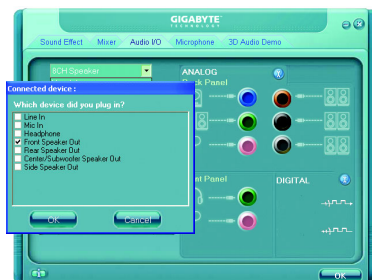 GIGABYTE
TECHNOLOGY
Sound Effect Mixer Audio I/O Microphone 3D Audio Demo
8CH Speaker
ANALOG
Back Panel
Connected device :
Which device did you plug in?
Line In
Mic In
Headphone
Front Speaker Out
Rear Speaker Out
Center/Subwoofer Speaker Out
Side Speaker Out
OK Cancel
Front Panel
DIGITAL
OK